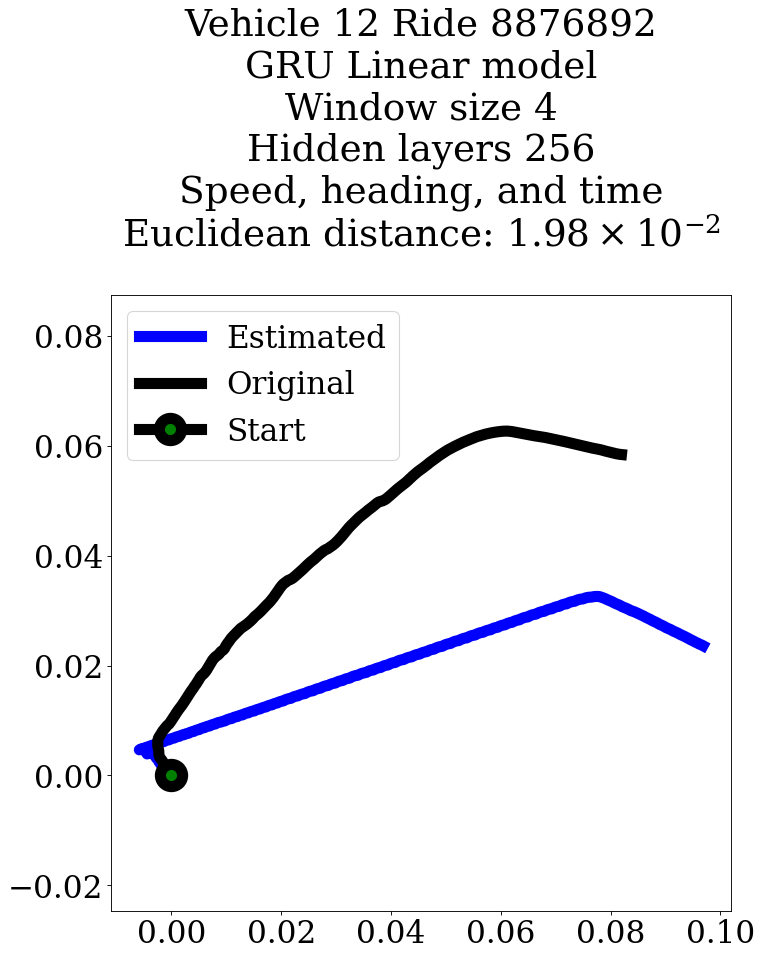 Vehicle 12 Ride 8876892
GRU Linear model
Window size 4
Hidden layers 256
Speed, heading, and time
Euclidean distance: 1.98 × 10⁻²
Estimated
Original
Start
0.08
0.06
0.04
0.02
0.00
−0.02
0.00 0.02 0.04 0.06 0.08 0.10